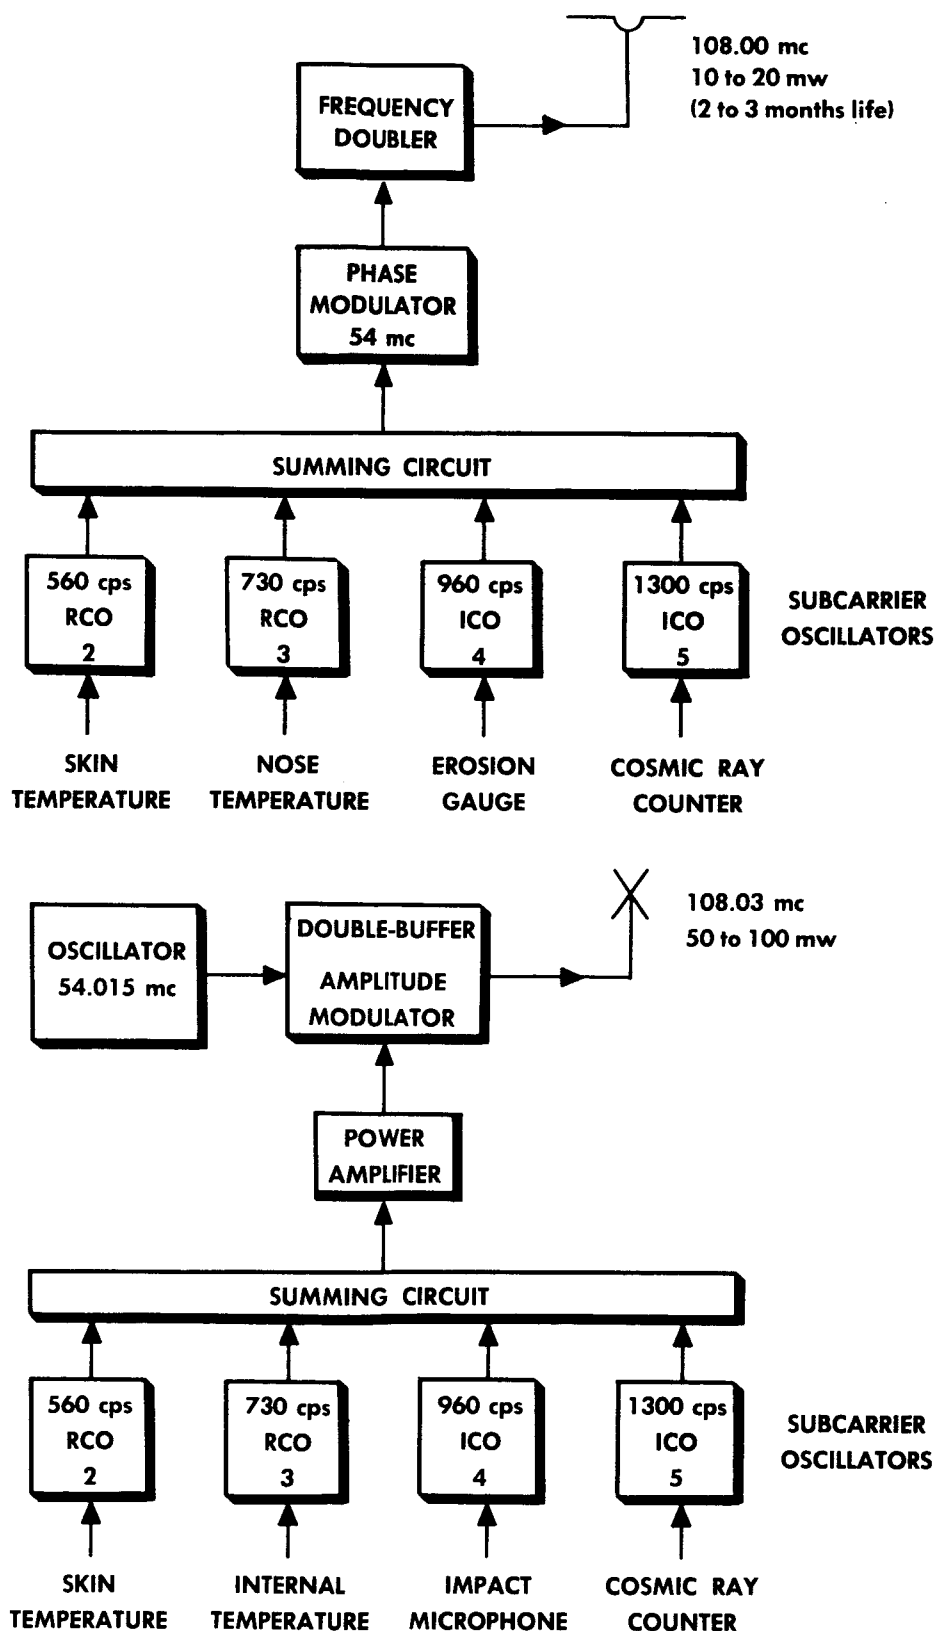 108.00 mc
10 to 20 mw
(2 to 3 months life)
FREQUENCY
DOUBLER
PHASE
MODULATOR
54 mc
SUMMING CIRCUIT
560 cps
RCO
2
730 cps
RCO
3
960 cps
ICO
4
1300 cps
ICO
5
SUBCARRIER
OSCILLATORS
SKIN
TEMPERATURE
NOSE
TEMPERATURE
EROSION
GAUGE
COSMIC RAY
COUNTER
OSCILLATOR
54.015 mc
DOUBLE-BUFFER
AMPLITUDE
MODULATOR
108.03 mc
50 to 100 mw
POWER
AMPLIFIER
SUMMING CIRCUIT
560 cps
RCO
2
730 cps
RCO
3
960 cps
ICO
4
1300 cps
ICO
5
SUBCARRIER
OSCILLATORS
SKIN
TEMPERATURE
INTERNAL
TEMPERATURE
IMPACT
MICROPHONE
COSMIC RAY
COUNTER